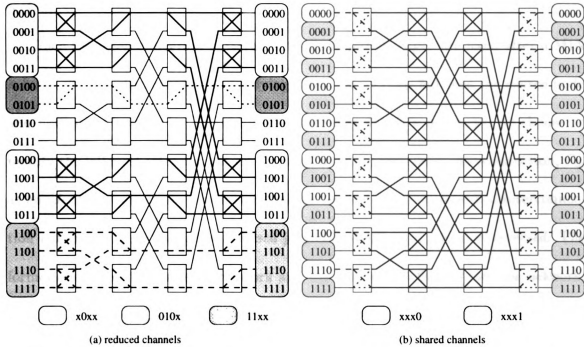 0000 0000 0000 0000
0001 0001 0001 0001
0010 0010 0010 0010
0011 0011 0011 0011
0100 0100 0100 0100
0101 0101 0101 0101
0110 0110 0110 0110
0111 0111 0111 0111
1000 1000 1000 1000
1001 1001 1001 1001
1001 1001 1001 1001
1011 1011 1011 1011
1100 1100 1100 1100
1101 1101 1101 1101
1110 1110 1110 1110
1111 1111 1111 1111
x0xx 010x 11xx xxx0 xxx1
(a) reduced channels (b) shared channels